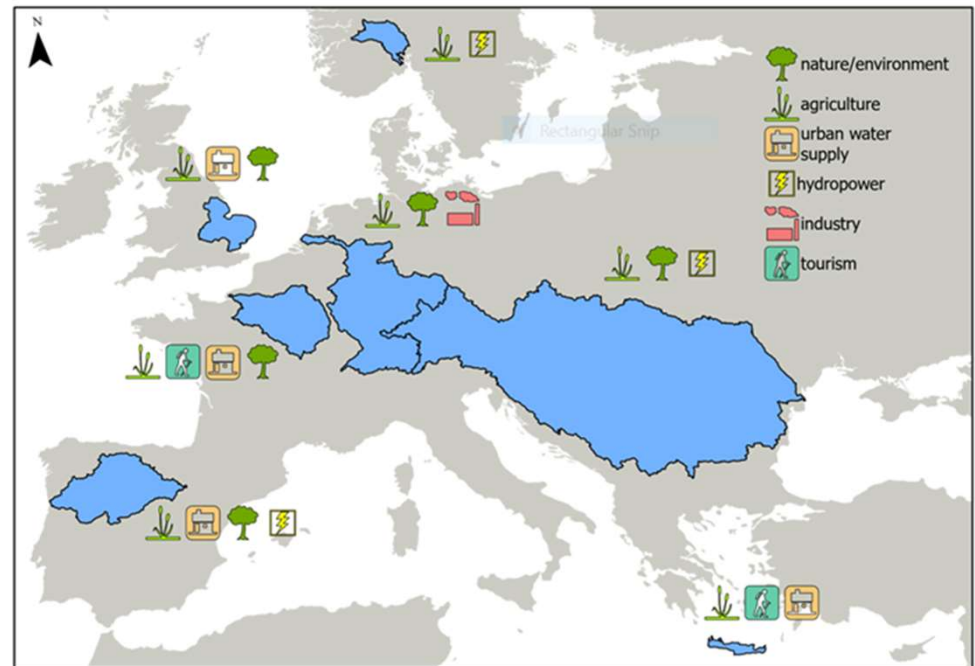 N
nature/environment
agriculture
urban water
supply
hydropower
industry
tourism
Rectangular Snip